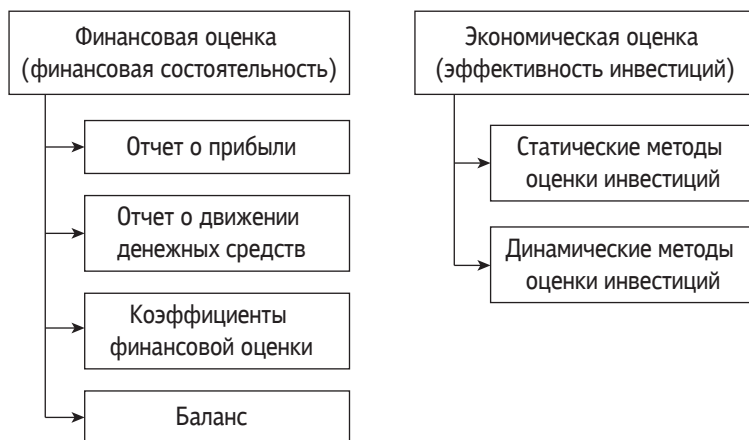 Финансовая оценка
(финансовая состоятельность)
Отчет о прибыли
Отчет о движении
денежных средств
Коэффициенты
финансовой оценки
Баланс
Экономическая оценка
(эффективность инвестиций)
Статические методы
оценки инвестиций
Динамические методы
оценки инвестиций